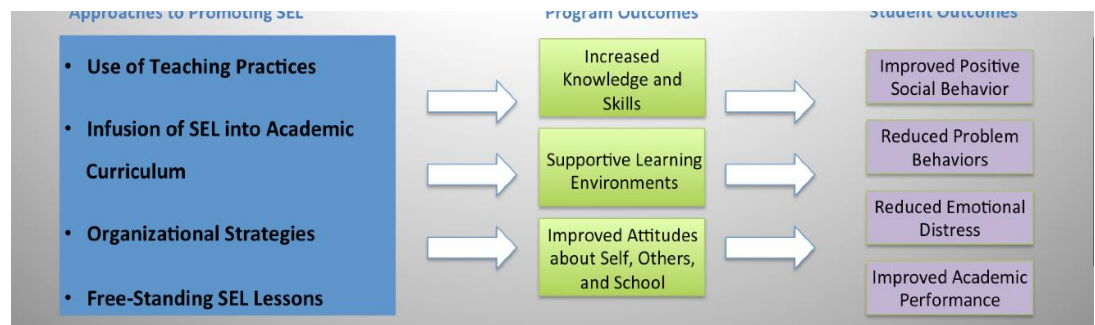 Approaches to Promoting SEL
Program Outcomes
Student Outcomes
• Use of Teaching Practices
• Infusion of SEL into Academic
Curriculum
• Organizational Strategies
• Free-Standing SEL Lessons
Increased
Knowledge and
Skills
Supportive Learning
Environments
Improved Attitudes
about Self, Others,
and School
Improved Positive
Social Behavior
Reduced Problem
Behaviors
Reduced Emotional
Distress
Improved Academic
Performance